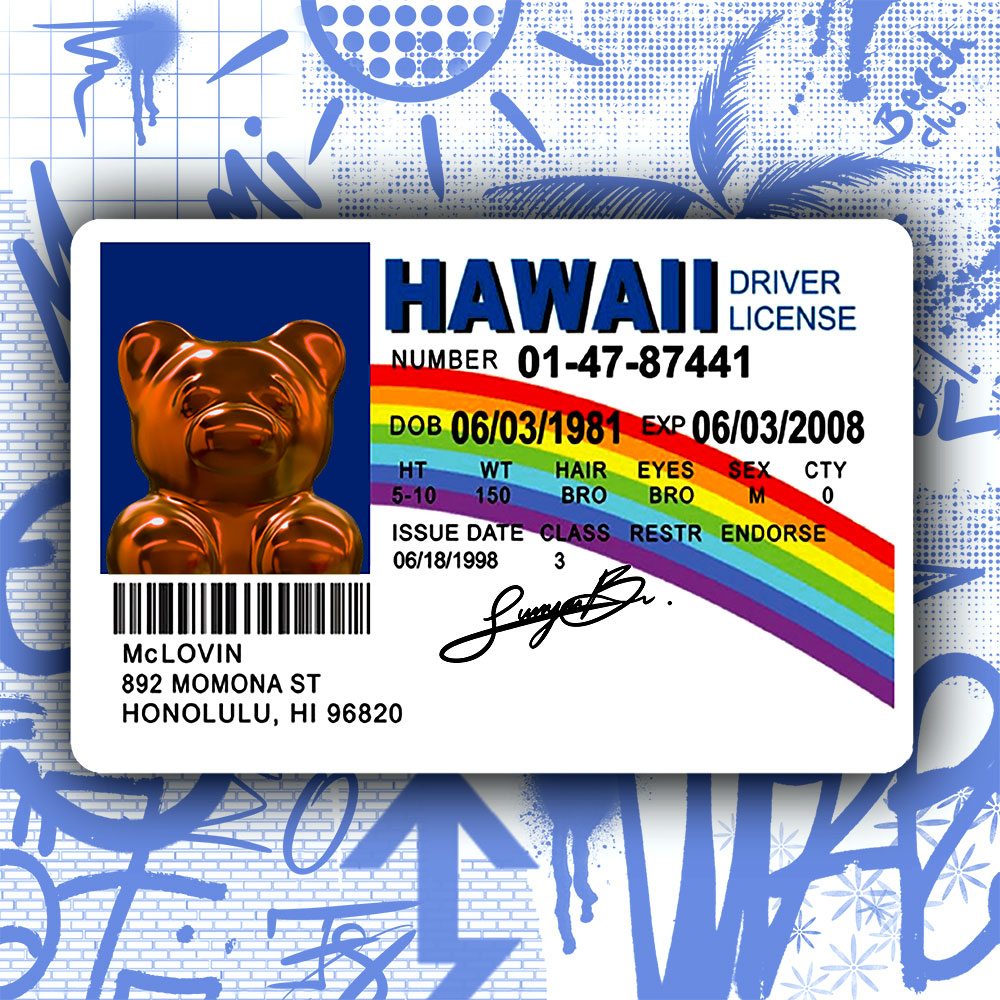 Beach
club
HAWAII DRIVER
LICENSE
NUMBER 01-47-87441
DOB 06/03/1981 EXP 06/03/2008
HT WT HAIR EYES SEX CTY
5-10 150 BRO BRO M 0
ISSUE DATE CLASS RESTR ENDORSE
06/18/1998 3
McLOVIN
892 MOMONA ST
HONOLULU, HI 96820